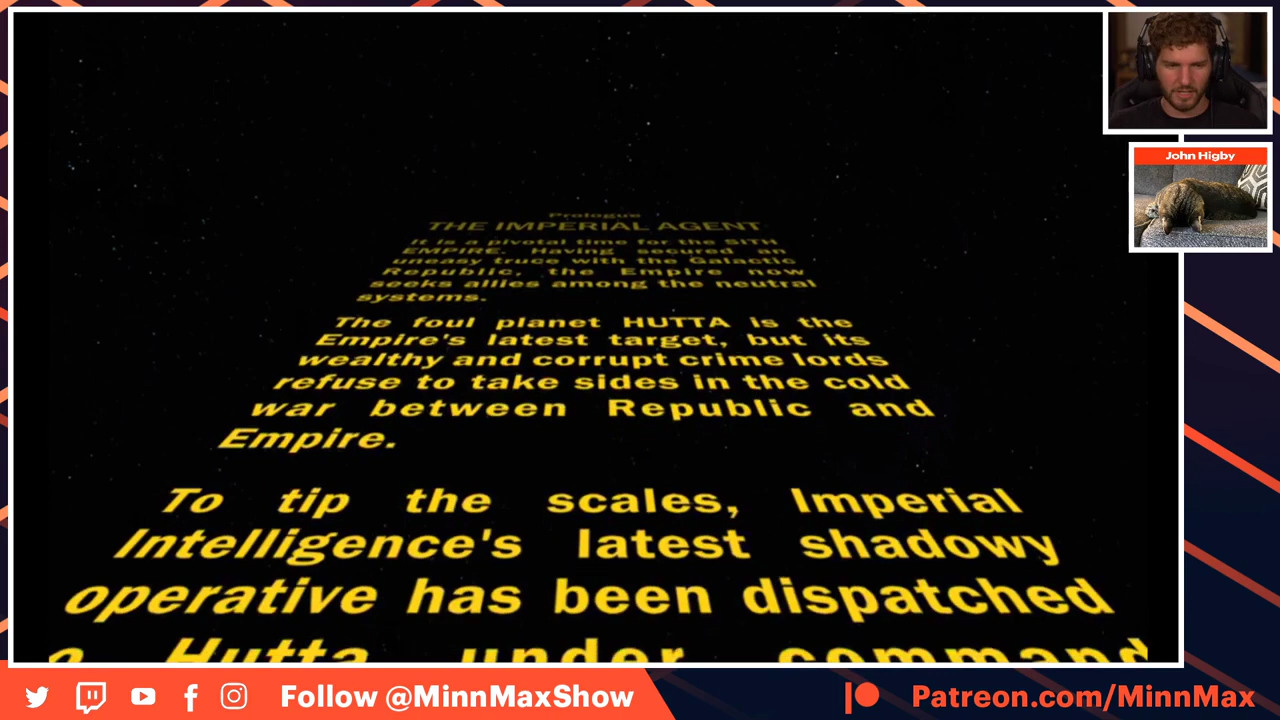 John Higby
Prologue
THE IMPERIAL AGENT
It is a pivotal time for the SITH
EMPIRE. Having secured an
uneasy truce with the Galactic
Republic, the Empire now
seeks allies among the neutral
systems.
The foul planet HUTTA is the
Empire's latest target, but its
wealthy and corrupt crime lords
refuse to take sides in the cold
war between Republic and
Empire.
To tip the scales, Imperial
Intelligence's latest shadowy
operative has been dispatched
Hutta under command
Follow @MinnMaxShow
Patreon.com/MinnMax